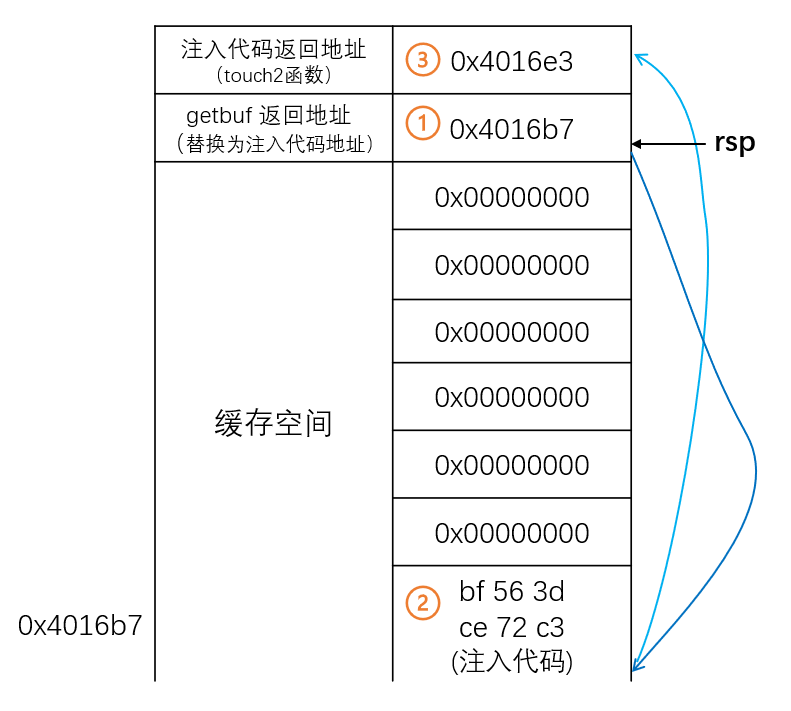 注入代码返回地址
（touch2函数）
③ 0x4016e3
getbuf 返回地址
（替换为注入代码地址）
① 0x4016b7
rsp
0x00000000
0x00000000
0x00000000
0x00000000
0x00000000
0x00000000
缓存空间
0x4016b7
② bf 56 3d
ce 72 c3
(注入代码)